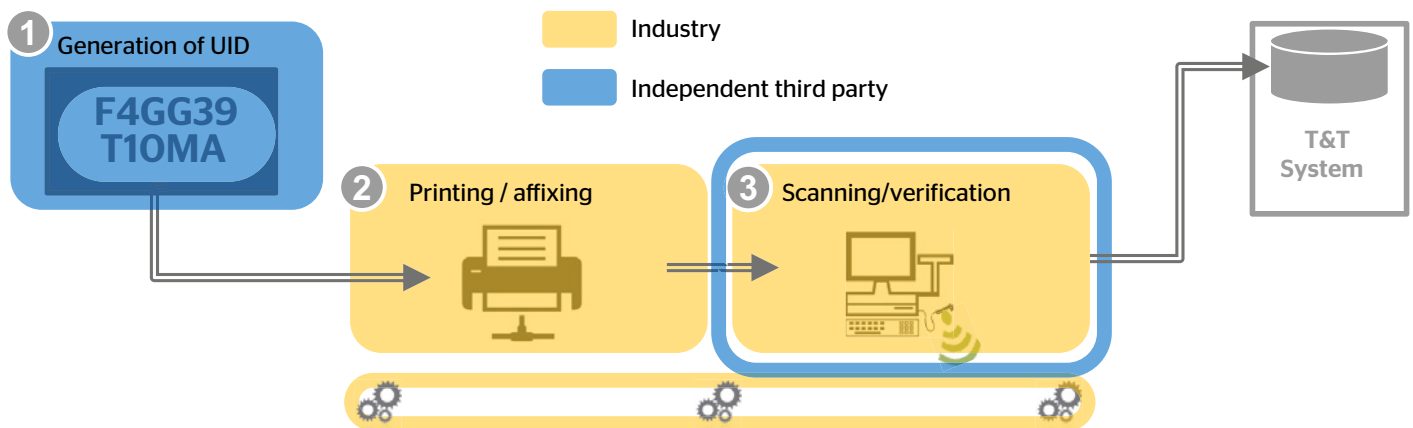 1
Generation of UID
F4GG39
T10MA
Industry
Independent third party
2
Printing / affixing
3
Scanning/verification
T&T
System